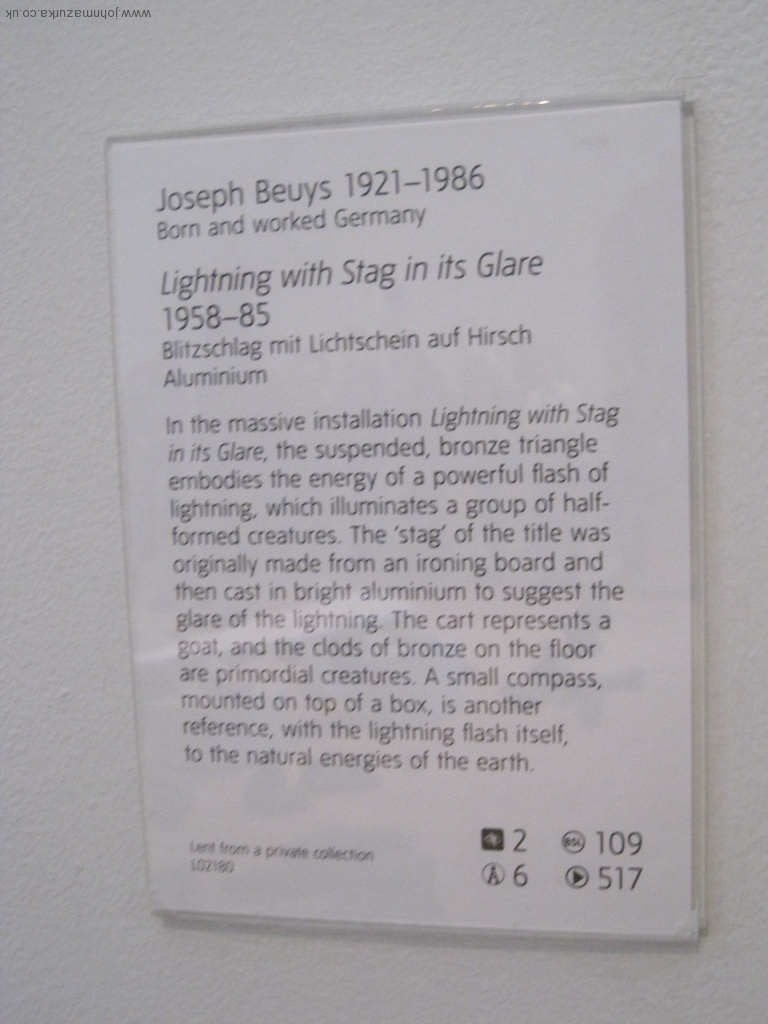 www.johnmazurka.co.uk
Joseph Beuys 1921–1986
Born and worked Germany
Lightning with Stag in its Glare
1958–85
Blitzschlag mit Lichtschein auf Hirsch
Aluminium
In the massive installation Lightning with Stag
in its Glare, the suspended, bronze triangle
embodies the energy of a powerful flash of
lightning, which illuminates a group of half-
formed creatures. The 'stag' of the title was
originally made from an ironing board and
then cast in bright aluminium to suggest the
glare of the lightning. The cart represents a
goat, and the clods of bronze on the floor
are primordial creatures. A small compass,
mounted on top of a box, is another
reference, with the lightning flash itself,
to the natural energies of the earth.
Lent from a private collection
L02180
2 BSL 109
6 517